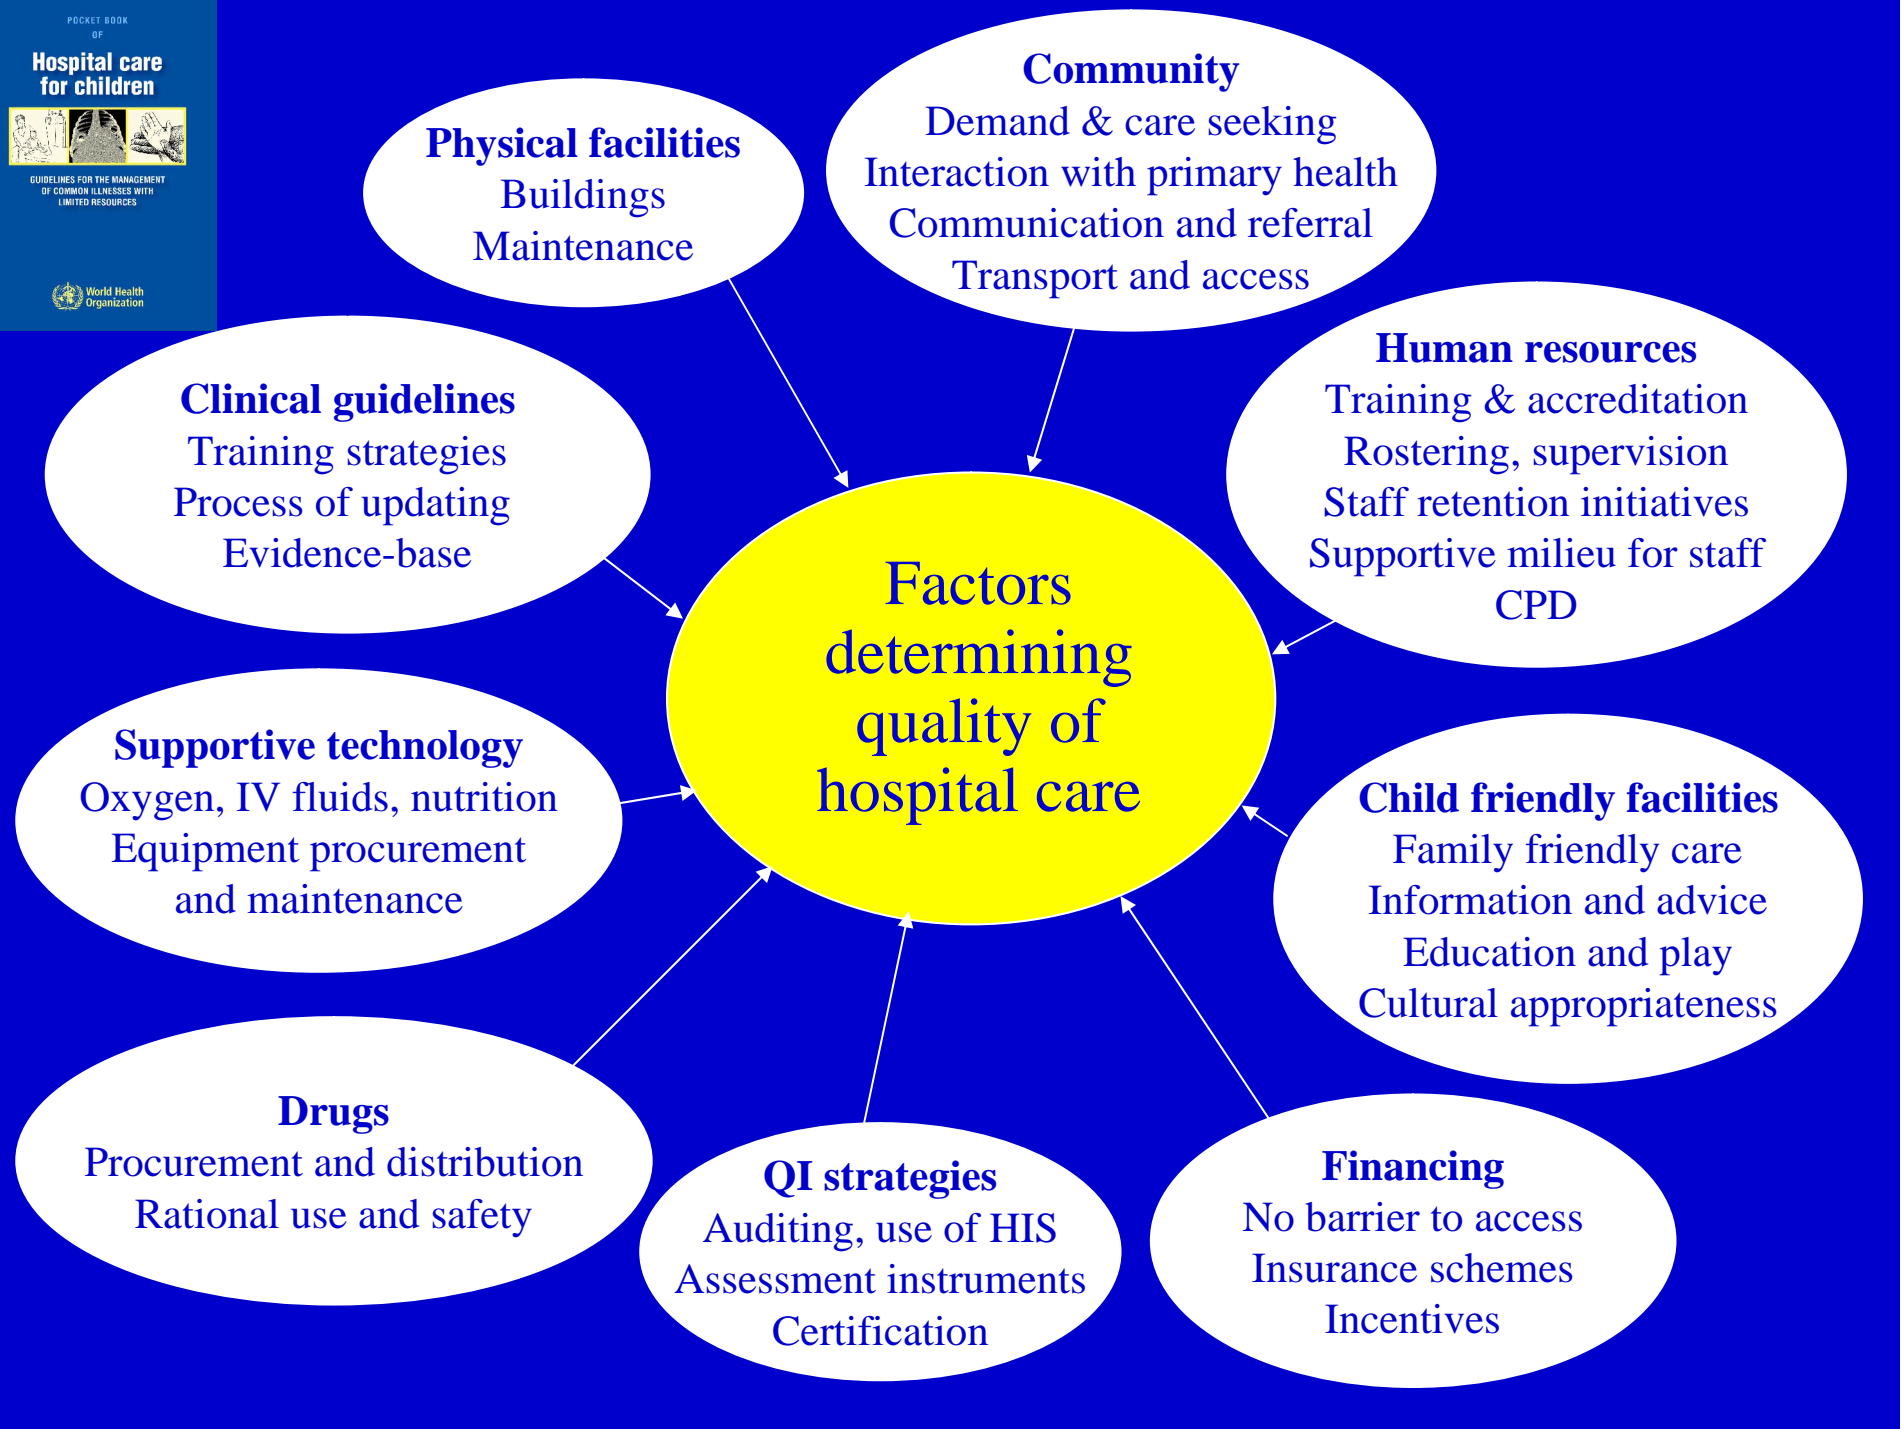 POCKET BOOK
OF
Hospital care
for children
GUIDELINES FOR THE MANAGEMENT
OF COMMON ILLNESSES WITH
LIMITED RESOURCES
World Health
Organization
Physical facilities
Buildings
Maintenance
Community
Demand & care seeking
Interaction with primary health
Communication and referral
Transport and access
Human resources
Training & accreditation
Rostering, supervision
Staff retention initiatives
Supportive milieu for staff
CPD
Clinical guidelines
Training strategies
Process of updating
Evidence-base
Factors
determining
quality of
hospital care
Supportive technology
Oxygen, IV fluids, nutrition
Equipment procurement
and maintenance
Child friendly facilities
Family friendly care
Information and advice
Education and play
Cultural appropriateness
Drugs
Procurement and distribution
Rational use and safety
QI strategies
Auditing, use of HIS
Assessment instruments
Certification
Financing
No barrier to access
Insurance schemes
Incentives